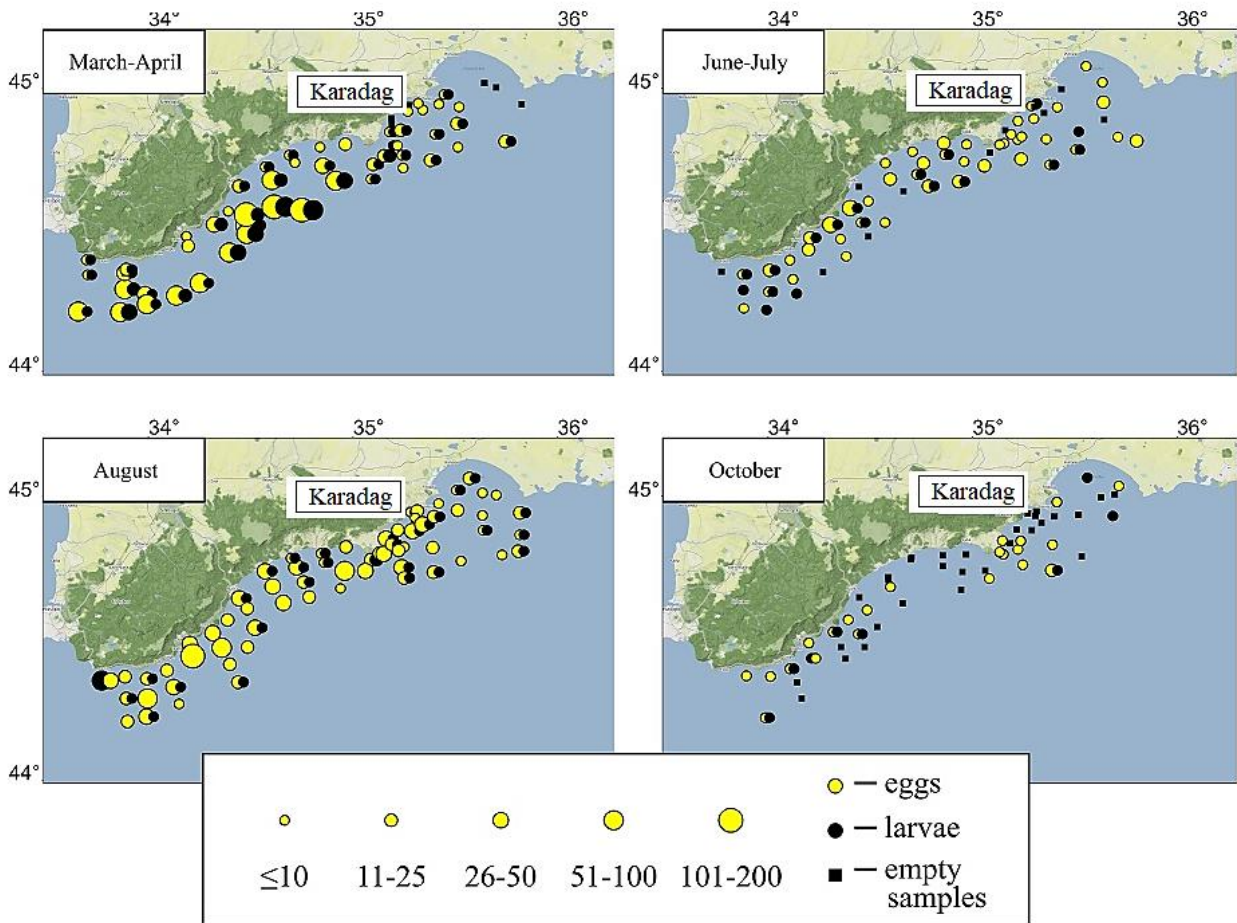 34° 35° 36° 34° 35° 36°
March-April June-July
45° Karadag 45° Karadag
44° 44°
34° 35° 36° 34° 35° 36°
August October
45° Karadag 45° Karadag
44° 44°
eggs
larvae
≤10 11-25 26-50 51-100 101-200 empty
samples